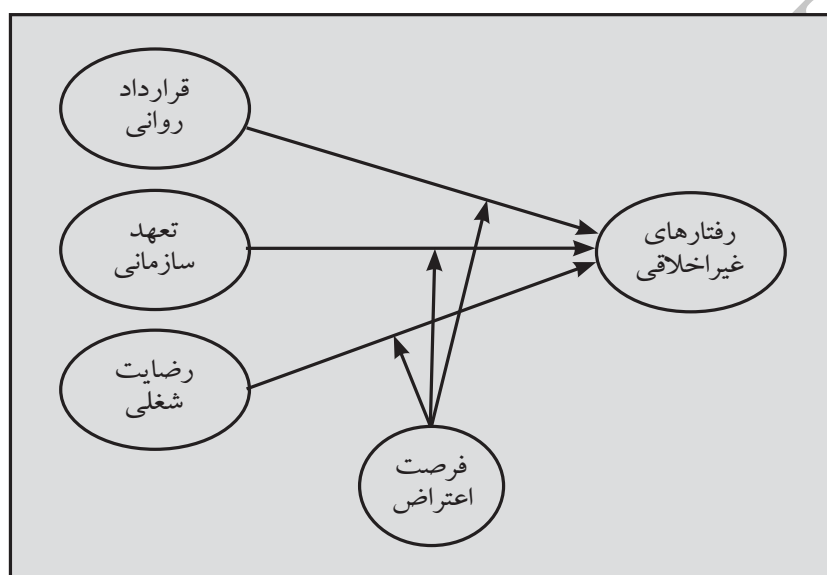 قرارداد
روانی
تعهد
سازمانی
رضایت
شغلی
رفتارهای
غیراخلاقی
فرصت
اعتراض